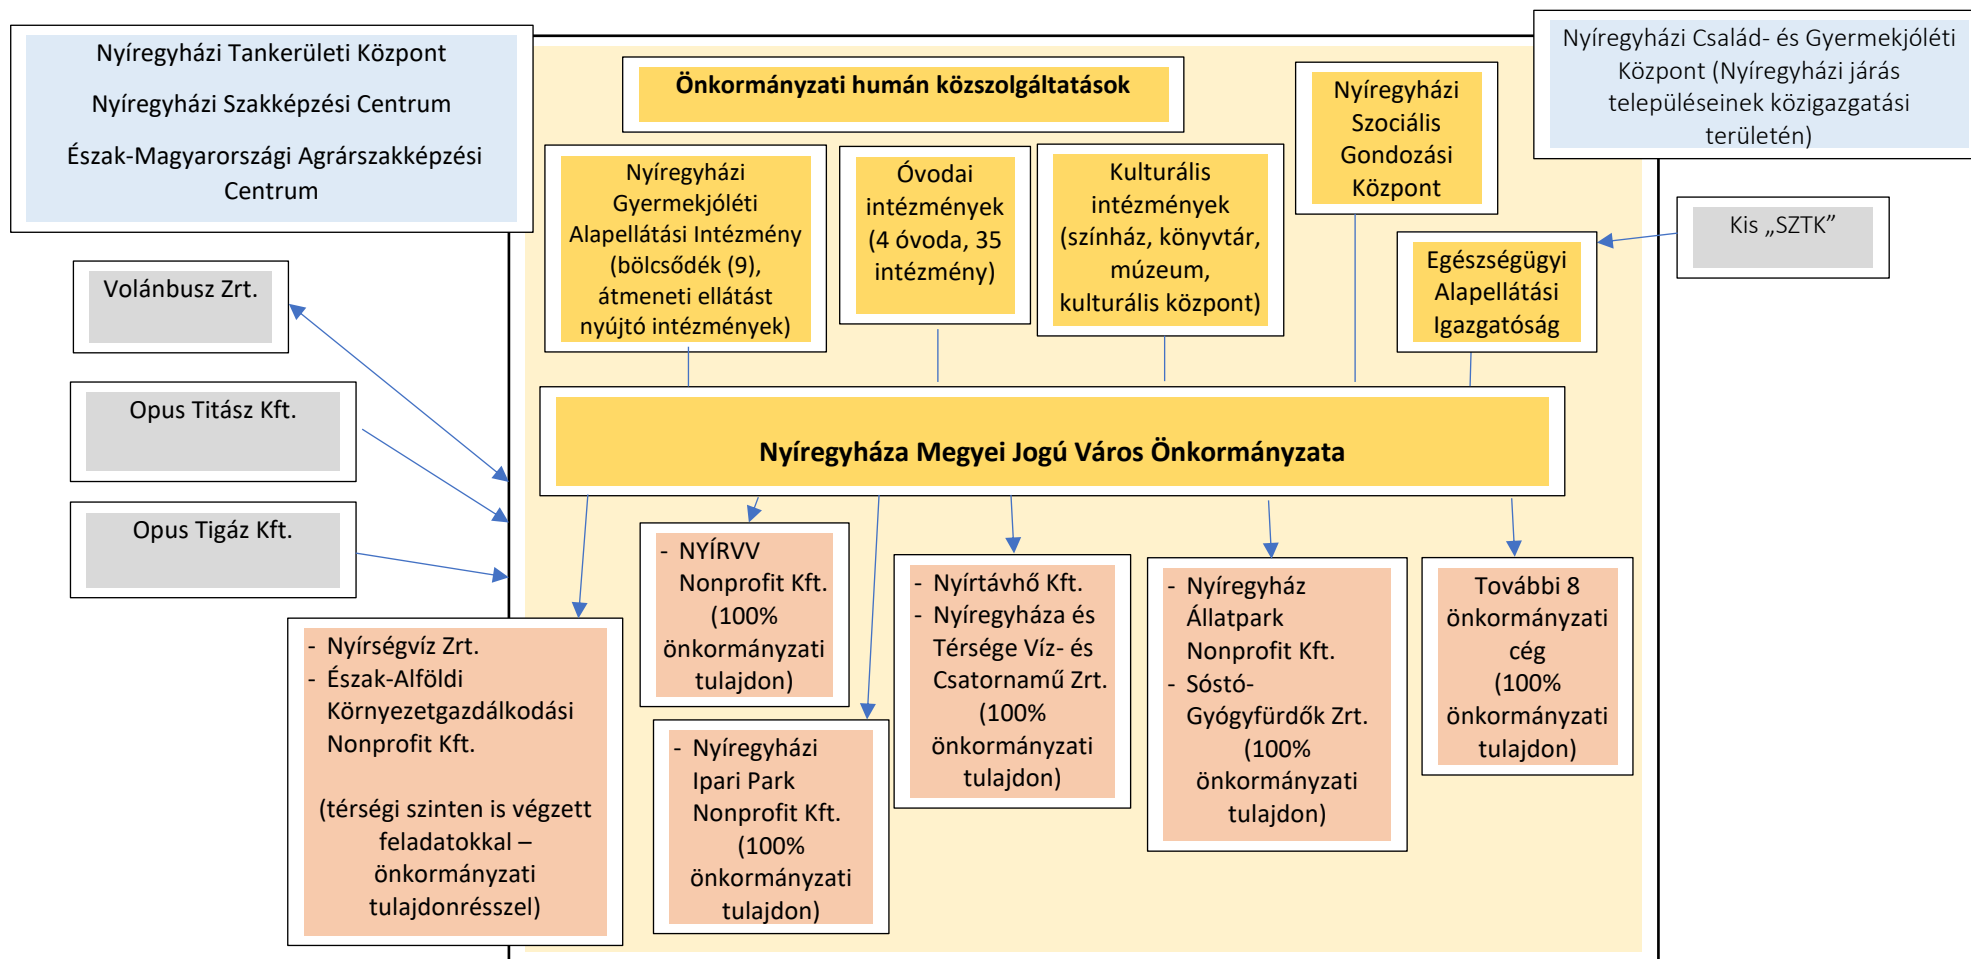 Nyíregyházi Tankerületi Központ
Nyíregyházi Szakképzési Centrum
Észak-Magyarországi Agrárszakképzési
Centrum
Önkormányzati humán közszolgáltatások
Nyíregyházi
Szociális
Gondozási
Központ
Nyíregyházi Család- és Gyermekjóléti
Központ (Nyíregyházi járás
településeinek közigazgatási
területén)
Nyíregyházi
Gyermekjóléti
Alapellátási Intézmény
(bölcsődék (9),
átmeneti ellátást
nyújtó intézmények)
Óvodai
intézmények
(4 óvoda, 35
intézmény)
Kulturális
intézmények
(színház, könyvtár,
múzeum,
kulturális központ)
Egészségügyi
Alapellátási
Igazgatóság
Kis „SZTK”
Volánbusz Zrt.
Opus Titász Kft.
Opus Tigáz Kft.
Nyíregyháza Megyei Jogú Város Önkormányzata
- Nyírségvíz Zrt.
- Észak-Alföldi
Környezetgazdálkodási
Nonprofit Kft.
(térségi szinten is végzett
feladatokkal –
önkormányzati
tulajdonrésszel)
- NYÍRVV
Nonprofit Kft.
(100%
önkormányzati
tulajdon)
- Nyíregyházi
Ipari Park
Nonprofit Kft.
(100%
önkormányzati
tulajdon)
- Nyírtávhő Kft.
- Nyíregyháza és
Térsége Víz- és
Csatornamű Zrt.
(100%
önkormányzati
tulajdon)
- Nyíregyház
Állatpark
Nonprofit Kft.
- Sóstó-
Gyógyfürdők Zrt.
(100%
önkormányzati
tulajdon)
További 8
önkormányzati
cég
(100%
önkormányzati
tulajdon)